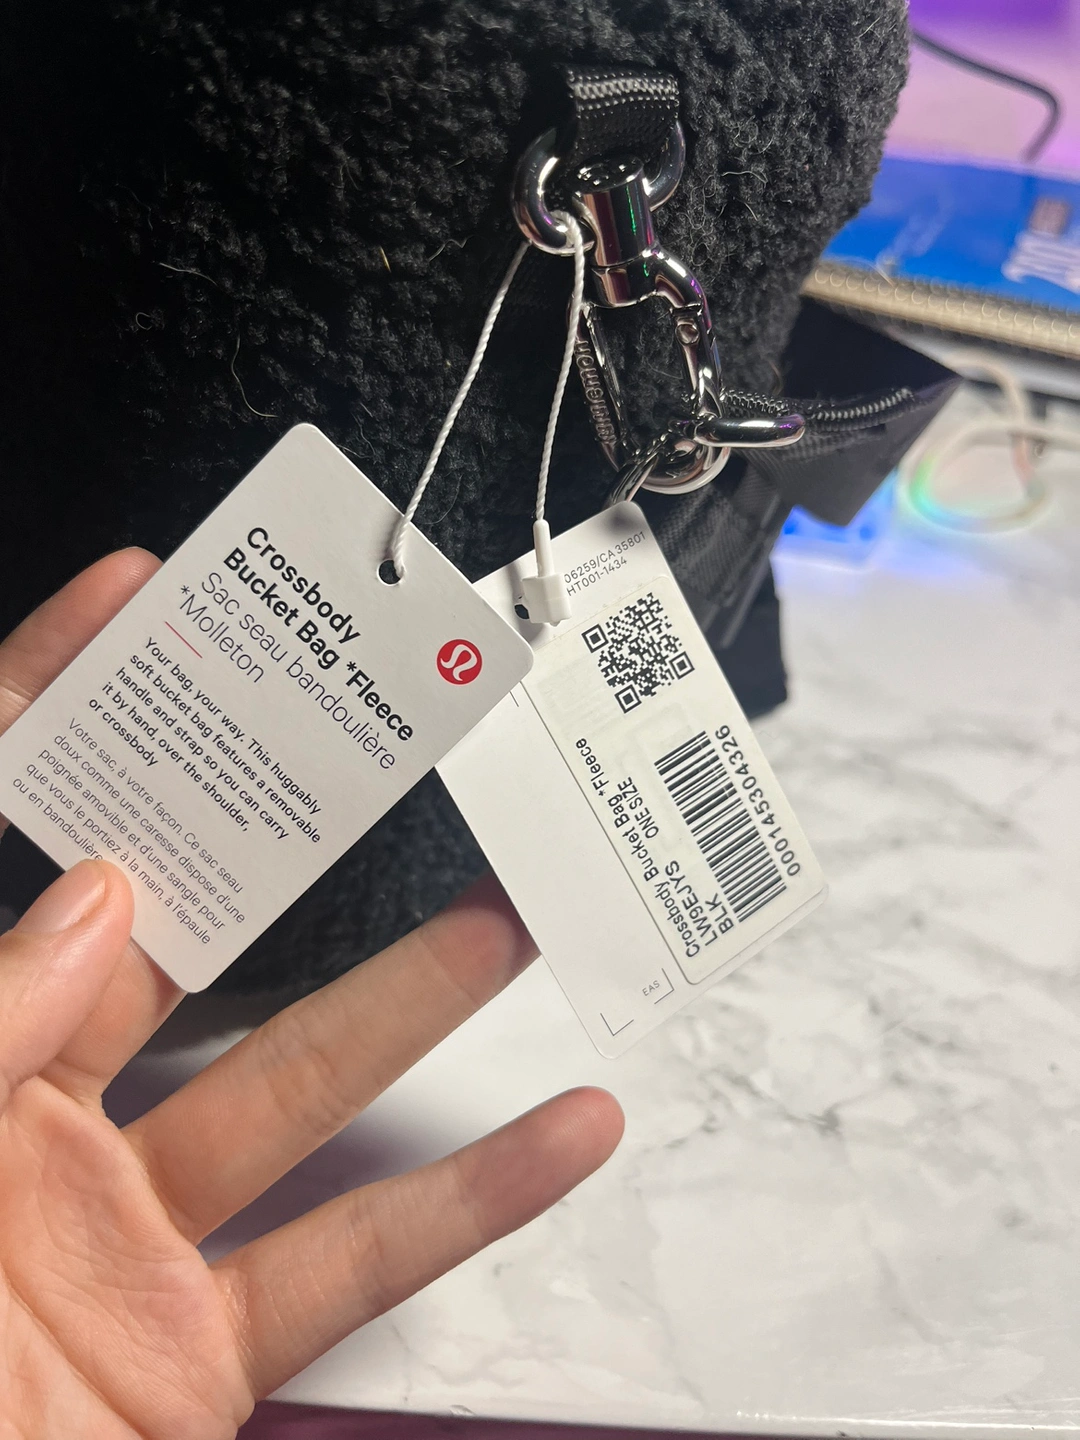 Crossbody
Bucket Bag *Fleece
Sac seau bandoulière
*Molleton
Your bag, your way. This huggably
soft bucket bag features a removable
handle and strap so you can carry
it by hand, over the shoulder,
or crossbody
Votre sac, à votre façon. Ce sac seau
doux comme une caresse dispose d'une
poignée amovible et d'une sangle pour
que vous le portiez à la main, à l'épaule
ou en bandoulière
06259/CA 35801
HT001-1434
Crossbody Bucket Bag *Fleece
LW9EJYS ONE SIZE
BLK
000145304326
EAS
lululemon